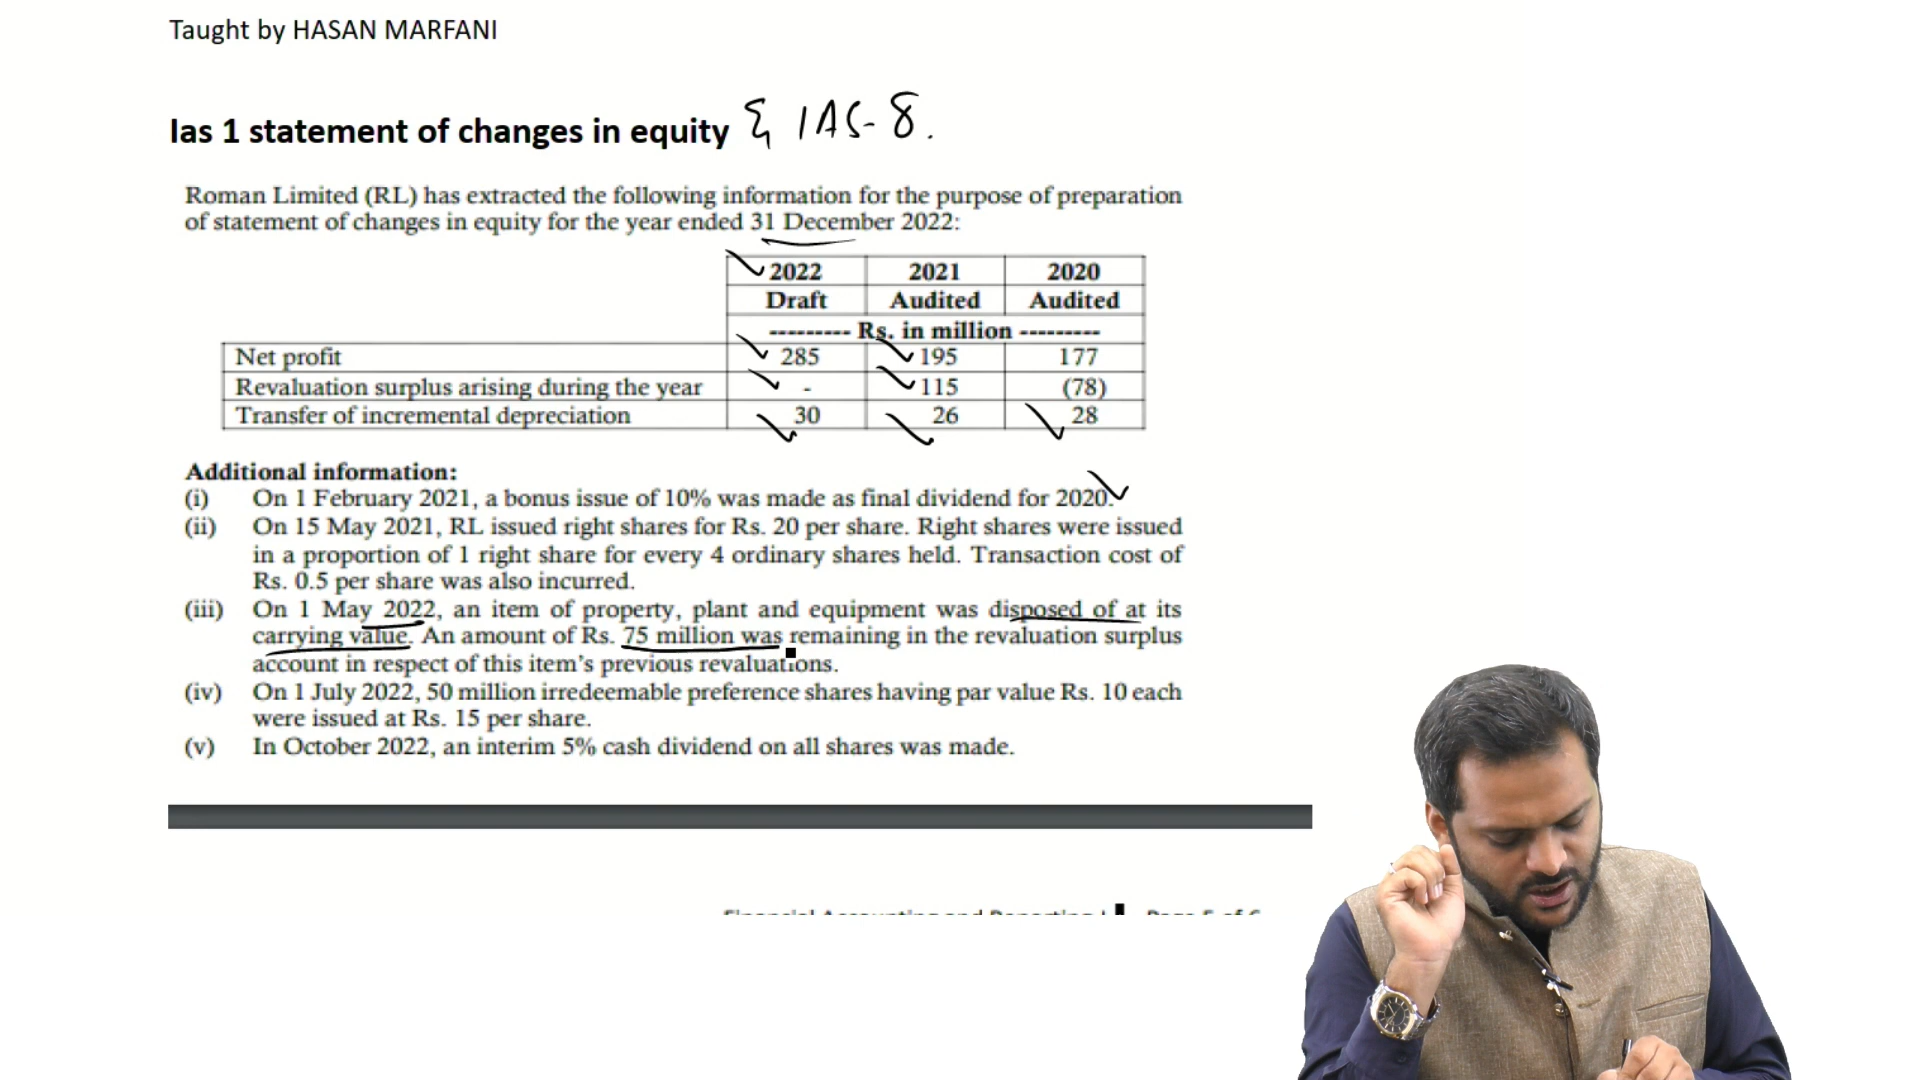 Taught by HASAN MARFANI
Ias 1 statement of changes in equity & IAS-8.
Roman Limited (RL) has extracted the following information for the purpose of preparation
of statement of changes in equity for the year ended 31 December 2022:
2022 2021 2020
Draft Audited Audited
--------- Rs. in million ---------
Net profit 285 195 177
Revaluation surplus arising during the year - 115 (78)
Transfer of incremental depreciation 30 26 28
Additional information:
(i) On 1 February 2021, a bonus issue of 10% was made as final dividend for 2020.
(ii) On 15 May 2021, RL issued right shares for Rs. 20 per share. Right shares were issued
in a proportion of 1 right share for every 4 ordinary shares held. Transaction cost of
Rs. 0.5 per share was also incurred.
(iii) On 1 May 2022, an item of property, plant and equipment was disposed of at its
carrying value. An amount of Rs. 75 million was remaining in the revaluation surplus
account in respect of this item's previous revaluations.
(iv) On 1 July 2022, 50 million irredeemable preference shares having par value Rs. 10 each
were issued at Rs. 15 per share.
(v) In October 2022, an interim 5% cash dividend on all shares was made.